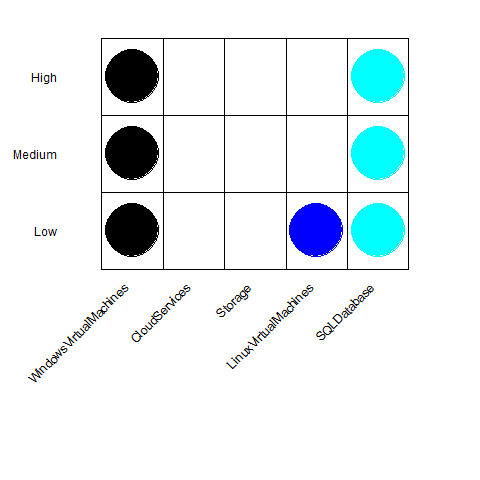 High
Medium
Low
WindowsVirtualMachines
CloudServices
Storage
LinuxVirtualMachines
SQLDatabase